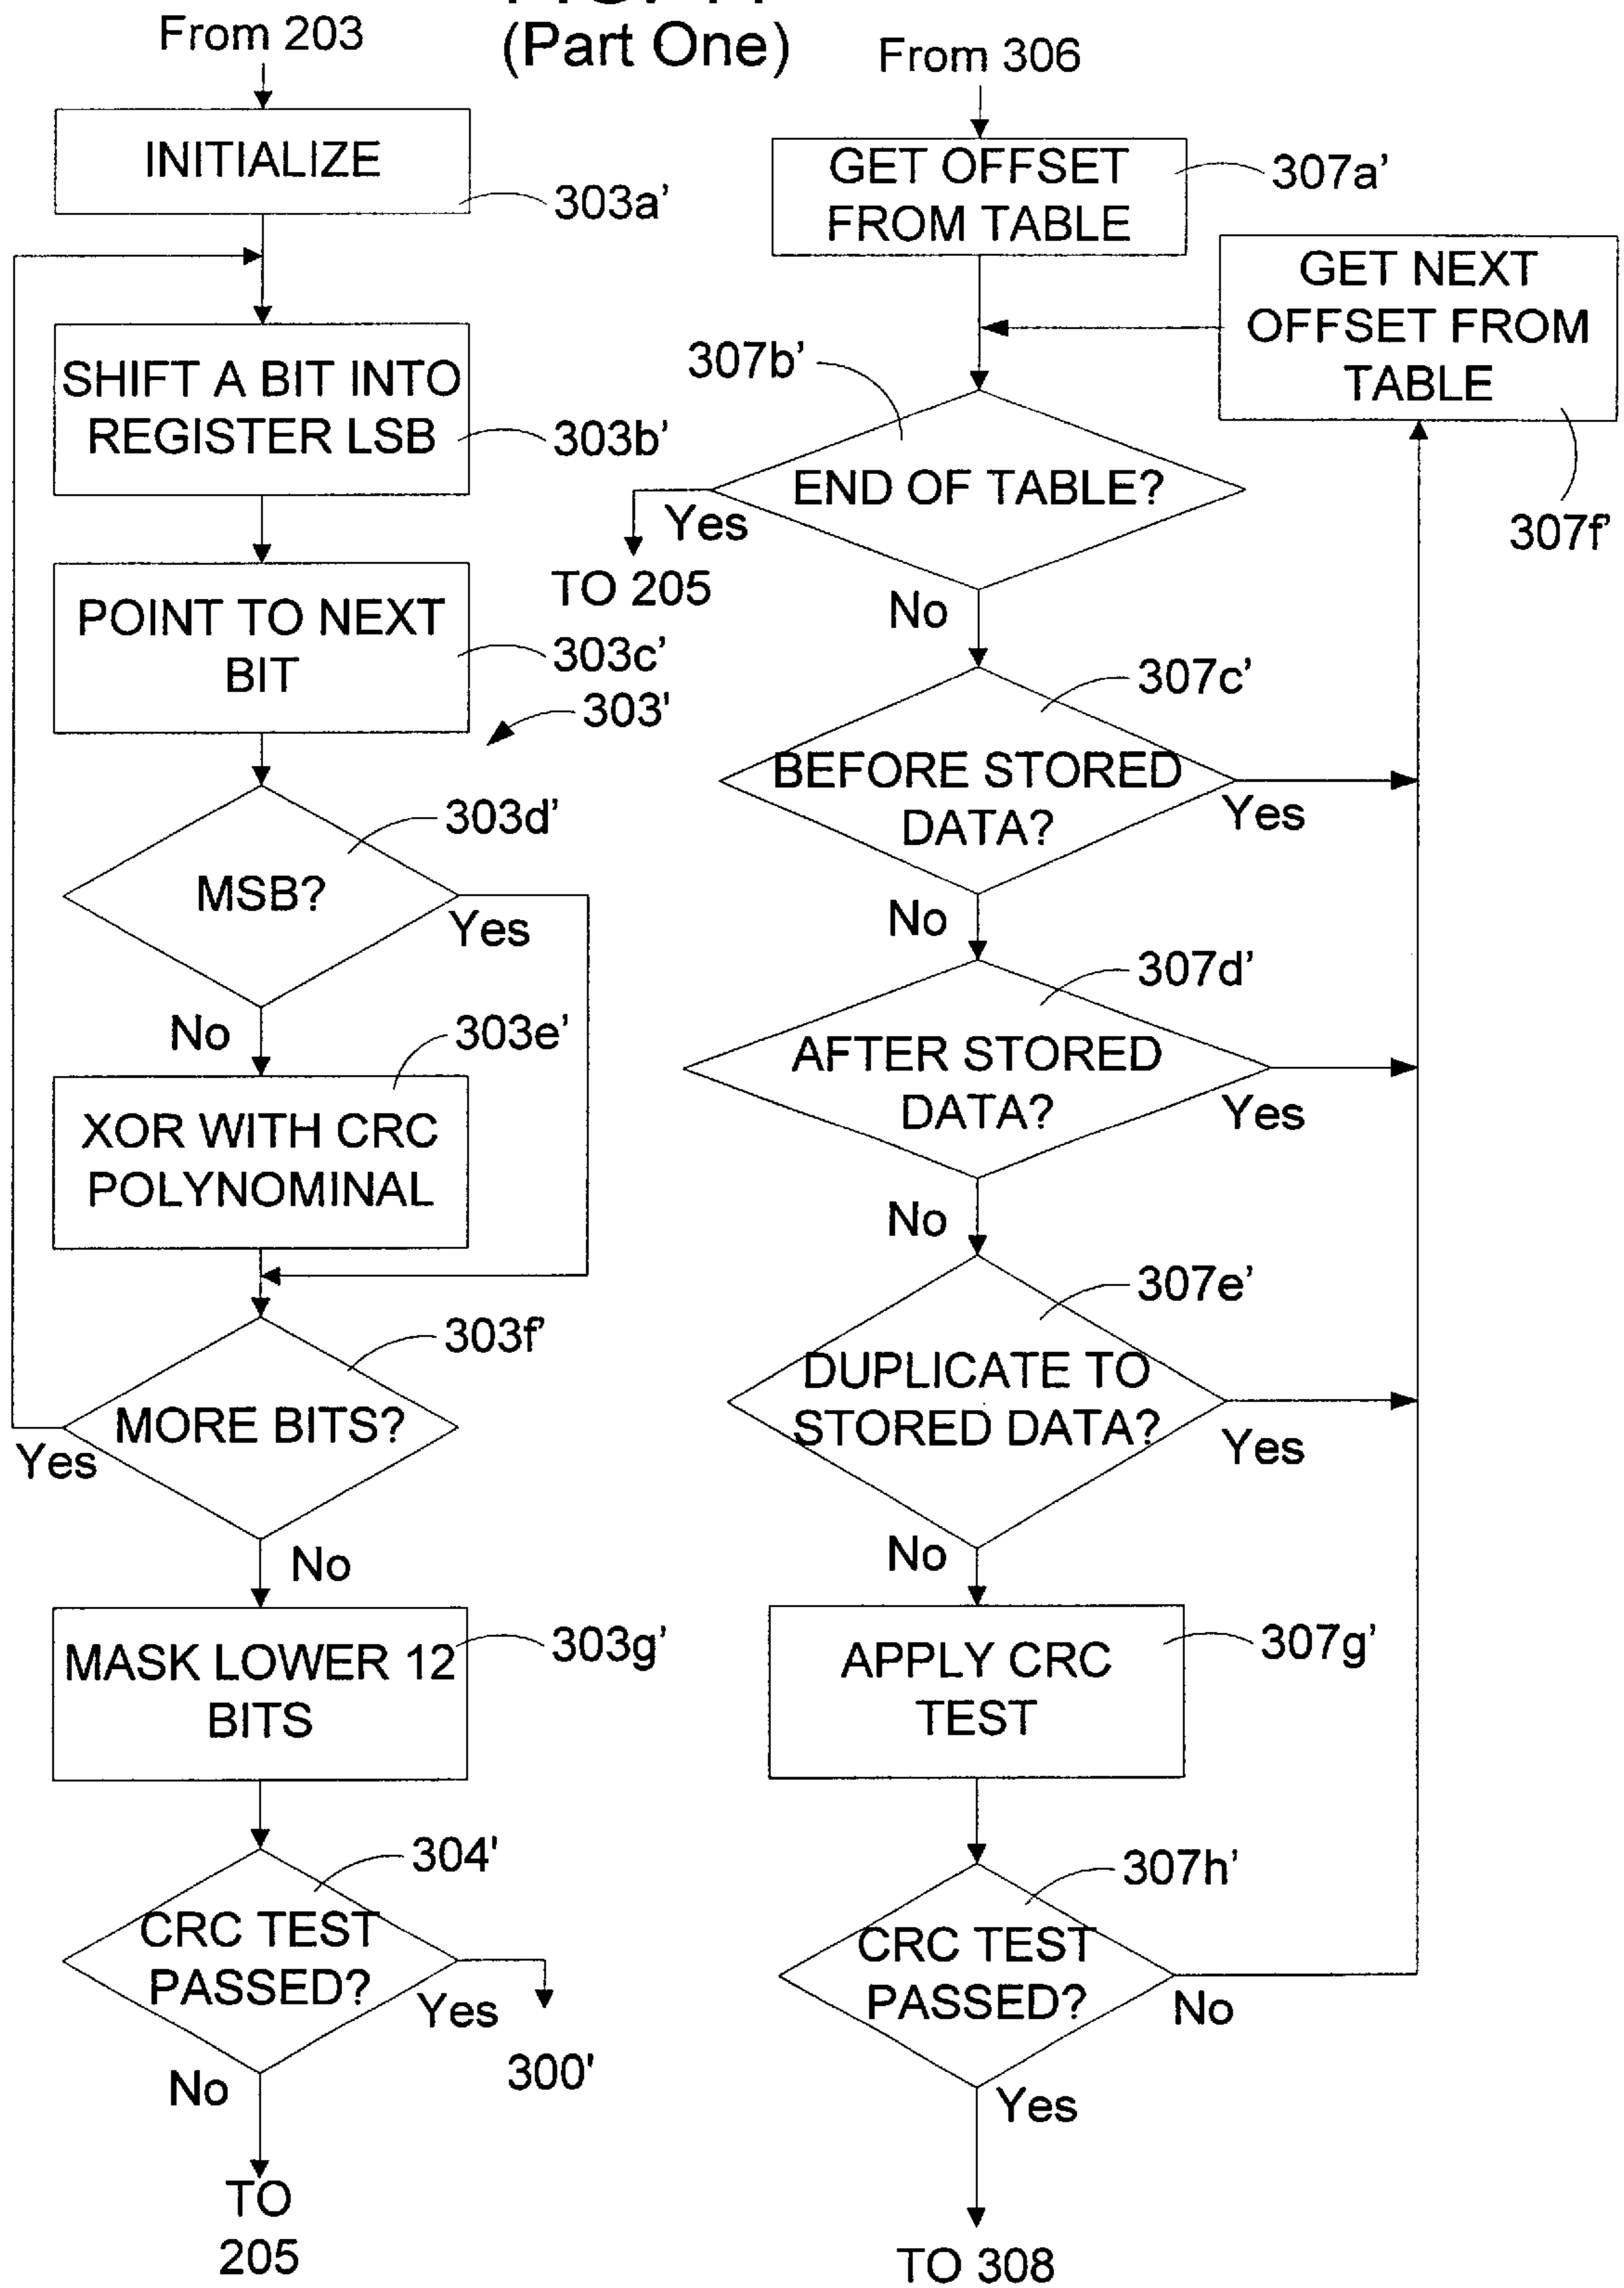 (Part One)
From 203
INITIALIZE
303a’
SHIFT A BIT INTO
REGISTER LSB
303b’
POINT TO NEXT
BIT
303c’
303'
303d’
MSB?
Yes
No
303e’
XOR WITH CRC
POLYNOMINAL
303f’
MORE BITS?
Yes
No
MASK LOWER 12
BITS
303g’
304'
CRC TEST
PASSED?
Yes
300'
No
TO
205
From 306
GET OFFSET
FROM TABLE
307a’
GET NEXT
OFFSET FROM
TABLE
307f’
307b’
END OF TABLE?
Yes
TO 205
No
307c’
BEFORE STORED
DATA?
Yes
No
307d’
AFTER STORED
DATA?
Yes
No
307e’
DUPLICATE TO
STORED DATA?
Yes
No
APPLY CRC
TEST
307g’
307h’
CRC TEST
PASSED?
No
Yes
TO 308